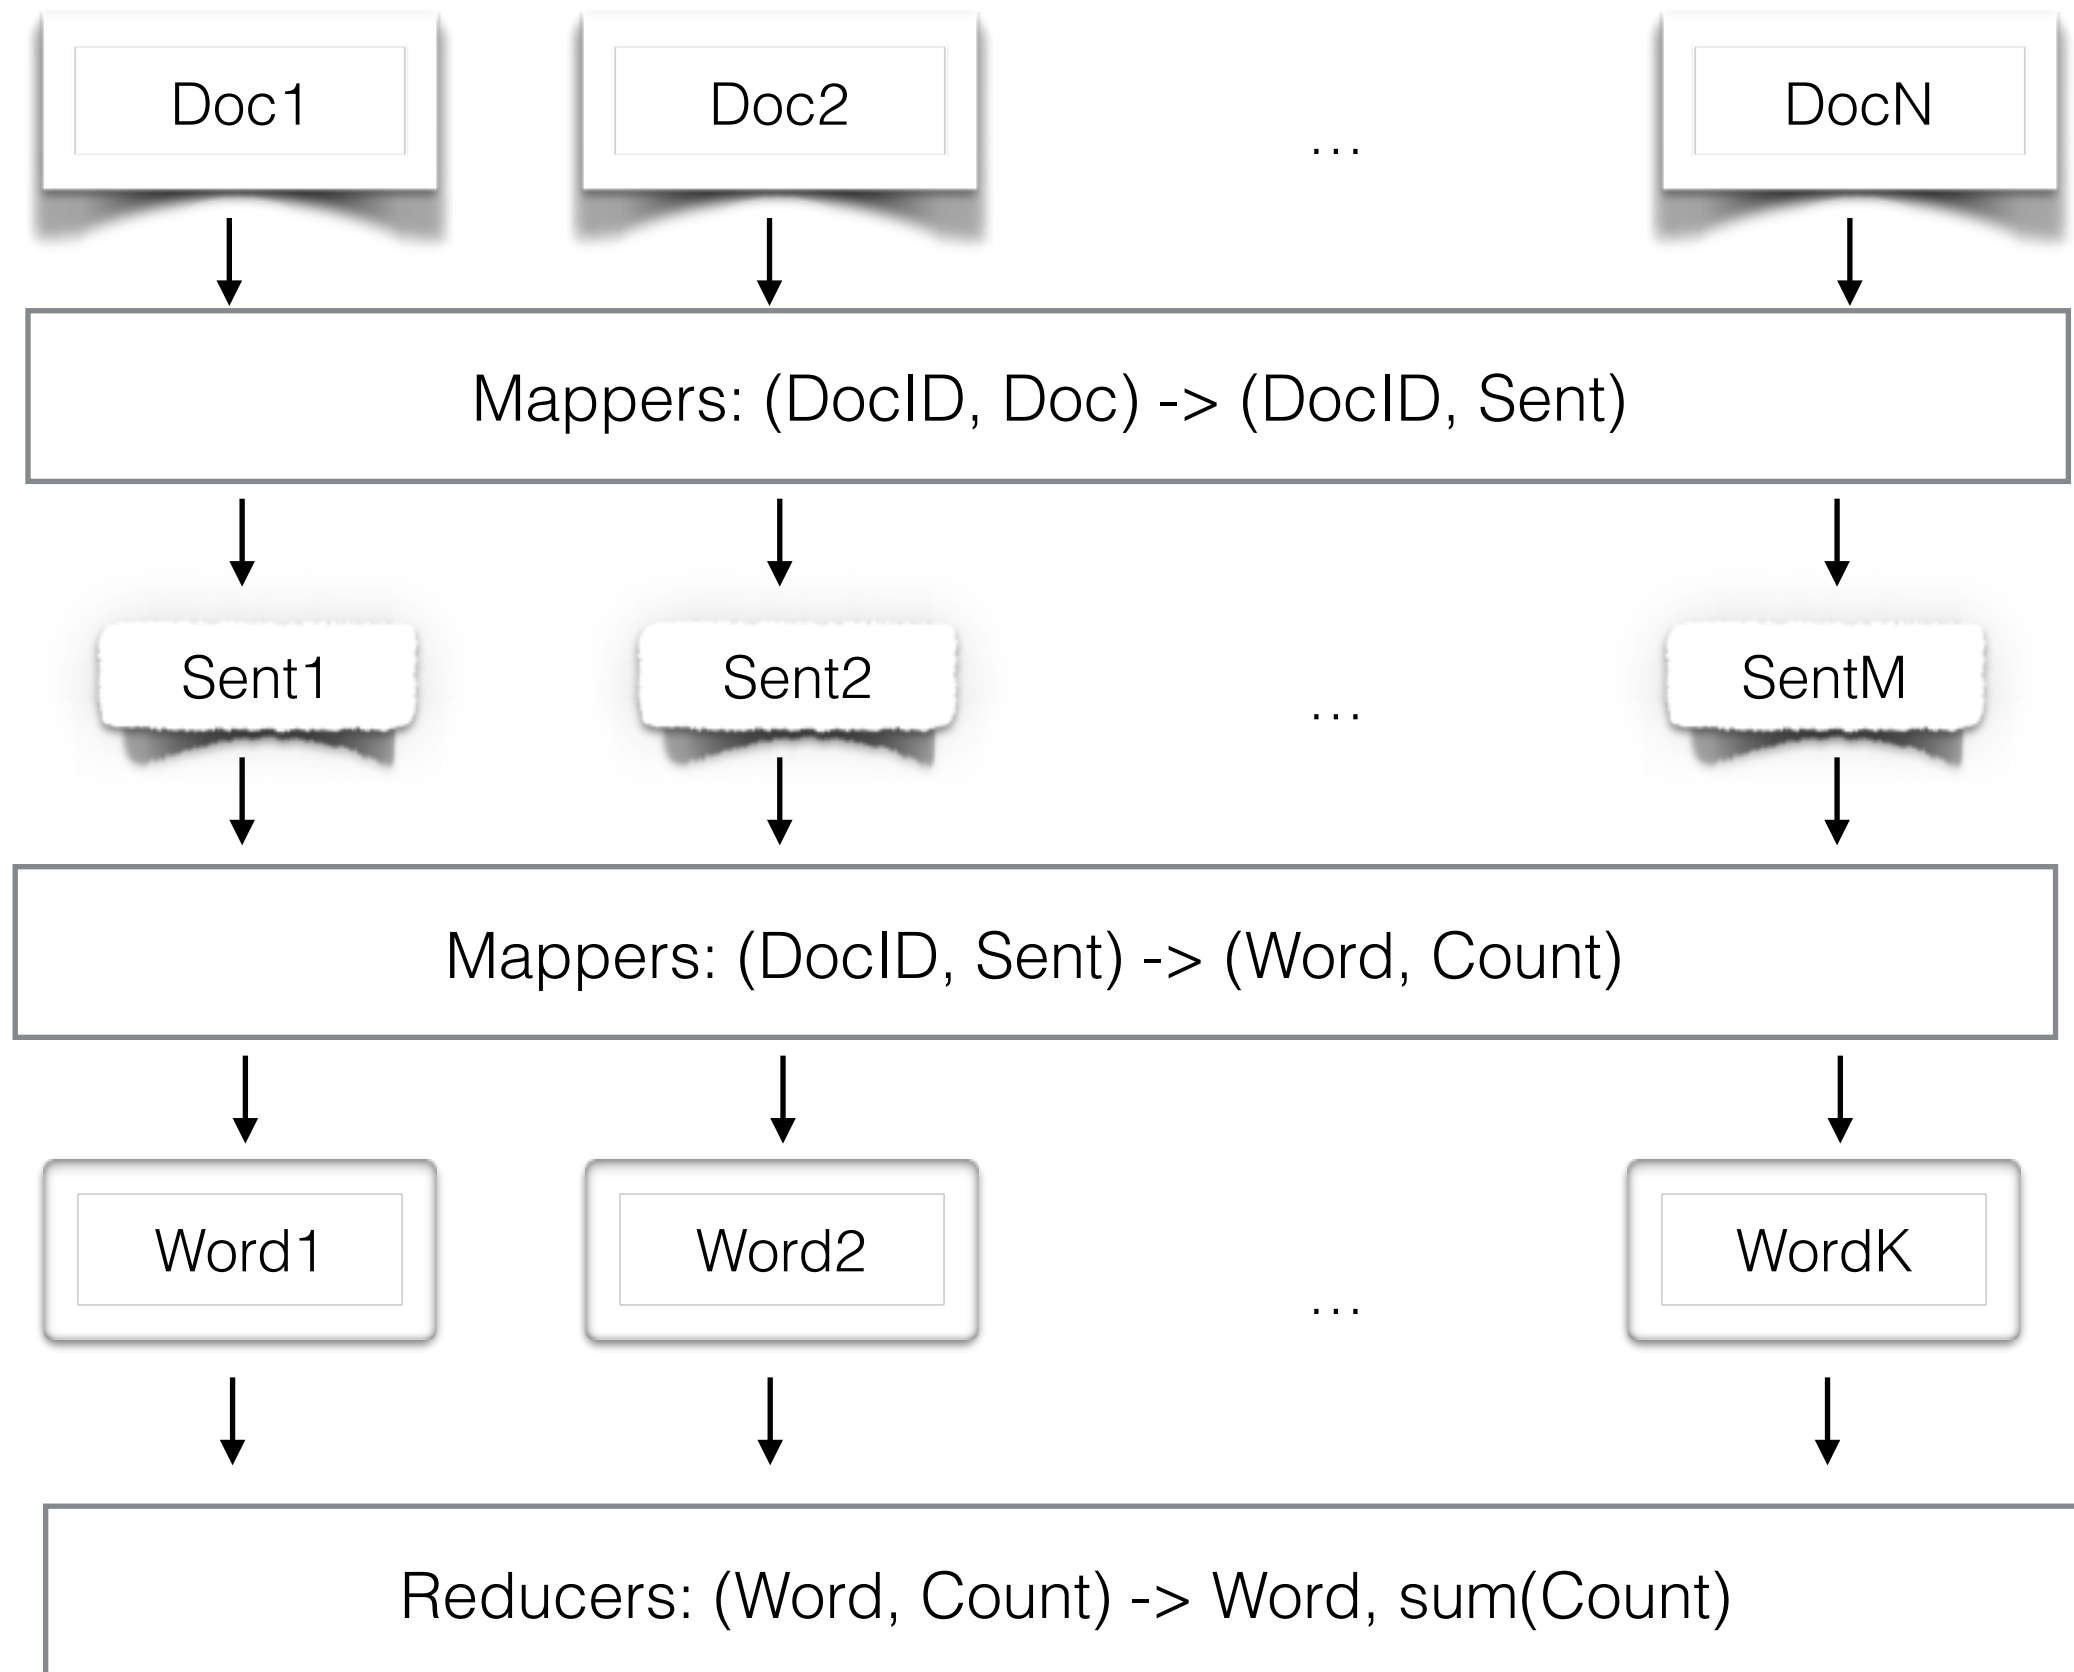 Doc1 Doc2 ... DocN
Mappers: (DocID, Doc) -> (DocID, Sent)
Sent1 Sent2 ... SentM
Mappers: (DocID, Sent) -> (Word, Count)
Word1 Word2 ... WordK
Reducers: (Word, Count) -> Word, sum(Count)